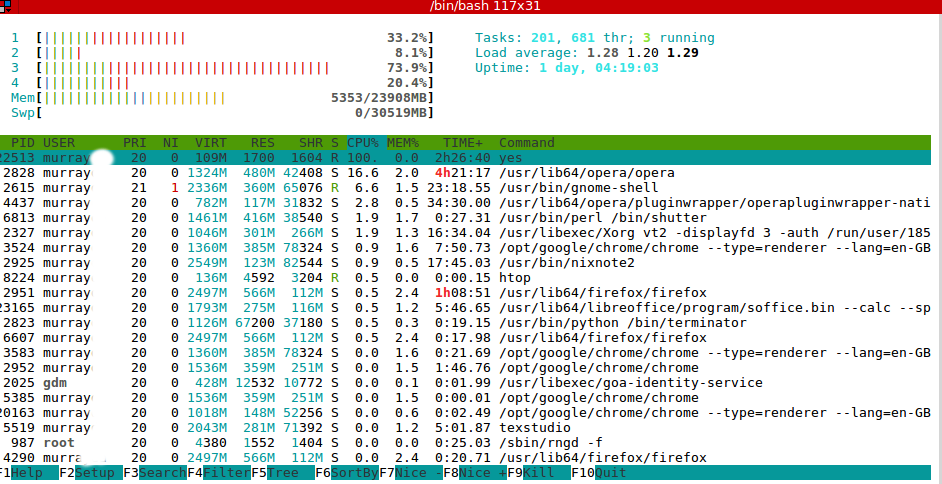 /bin/bash 117x31
1 [|||||||||||||||||||| 33.2%] Tasks: 201, 681 thr; 3 running
2 [||||| 8.1%] Load average: 1.28 1.20 1.29
3 [|||||||||||||||||||||||||||||||||||||| 73.9%] Uptime: 1 day, 04:19:03
4 [||||||||||||| 20.4%]
Mem[|||||||||||||||||||||||| 5353/23908MB]
Swp[ 0/30519MB]
PID USER PRI NI VIRT RES SHR S CPU% MEM% TIME+ Command
22513 murray 20 0 109M 1700 1604 R 100. 0.0 2h26:40 yes
2828 murray 20 0 1324M 480M 42408 S 16.6 2.0 4h21:17 /usr/lib64/opera/opera
2615 murray 21 1 2336M 360M 65076 R 6.6 1.5 23:18.55 /usr/bin/gnome-shell
4437 murray 20 0 782M 117M 31832 S 2.8 0.5 34:30.00 /usr/lib64/opera/pluginwrapper/operapluginwrapper-nati
6813 murray 20 0 1461M 416M 38540 S 1.9 1.7 0:27.31 /usr/bin/perl /bin/shutter
2327 murray 20 0 1046M 301M 266M S 1.9 1.3 16:34.04 /usr/libexec/Xorg vt2 -displayfd 3 -auth /run/user/185
3524 murray 20 0 1360M 385M 78324 S 0.9 1.6 7:50.73 /opt/google/chrome/chrome --type=renderer --lang=en-GB
2925 murray 20 0 2549M 123M 82544 S 0.9 0.5 17:45.03 /usr/bin/nixnote2
8224 murray 20 0 136M 4592 3204 R 0.5 0.0 0:00.15 htop
2951 murray 20 0 2497M 566M 112M S 0.5 2.4 1h08:51 /usr/lib64/firefox/firefox
23165 murray 20 0 1793M 275M 116M S 0.5 1.2 5:46.65 /usr/lib64/libreoffice/program/soffice.bin --calc --sp
2823 murray 20 0 1126M 67200 37180 S 0.5 0.3 0:19.15 /usr/bin/python /bin/terminator
6607 murray 20 0 2497M 566M 112M S 0.5 2.4 0:17.98 /usr/lib64/firefox/firefox
3583 murray 20 0 1360M 385M 78324 S 0.0 1.6 0:21.69 /opt/google/chrome/chrome --type=renderer --lang=en-GB
2952 murray 20 0 1536M 359M 251M S 0.0 1.5 1:46.76 /opt/google/chrome/chrome
2025 gdm 20 0 428M 12532 10772 S 0.0 0.1 0:01.99 /usr/libexec/goa-identity-service
5385 murray 20 0 1536M 359M 251M S 0.0 1.5 0:00.01 /opt/google/chrome/chrome
20163 murray 20 0 1018M 148M 52256 S 0.0 0.6 0:02.49 /opt/google/chrome/chrome --type=renderer --lang=en-GB
5519 murray 20 0 2043M 281M 71392 S 0.0 1.2 5:01.87 texstudio
987 root 20 0 4380 1552 1404 S 0.0 0.0 0:25.03 /sbin/rngd -f
4290 murra 20 0 2497M 566M 112M S 0.0 2.4 0:20.71 /usr/lib64/firefox/firefox
F1Help F2Setup F3SearchF4FilterF5Tree F6SortByF7Nice -F8Nice +F9Kill F10Quit